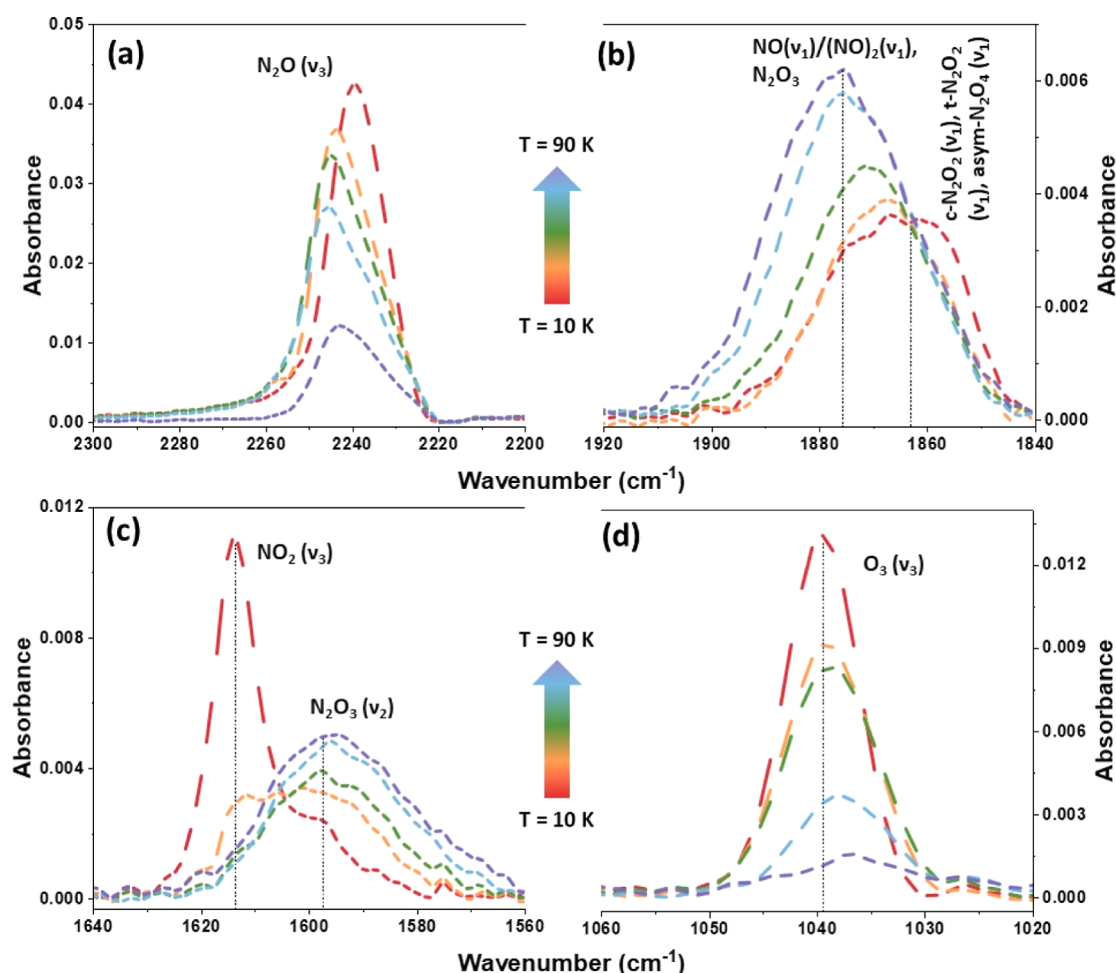 (a)
N₂O (ν₃)
Absorbance
0.05
0.04
0.03
0.02
0.01
0.00
2300 2280 2260 2240 2220 2200
T = 90 K
T = 10 K
(b)
NO(ν₁)/(NO)₂(ν₁),
N₂O₃
c-N₂O₂ (ν₁), t-N₂O₂
(ν₁), asym-N₂O₄ (ν₁)
0.006
0.004
0.002
0.000
Absorbance
1920 1900 1880 1860 1840
Wavenumber (cm⁻¹)
(c)
NO₂ (ν₃)
N₂O₃ (ν₂)
Absorbance
0.012
0.008
0.004
0.000
1640 1620 1600 1580 1560
Wavenumber (cm⁻¹)
T = 90 K
T = 10 K
(d)
O₃ (ν₃)
0.012
0.009
0.006
0.003
0.000
Absorbance
1060 1050 1040 1030 1020